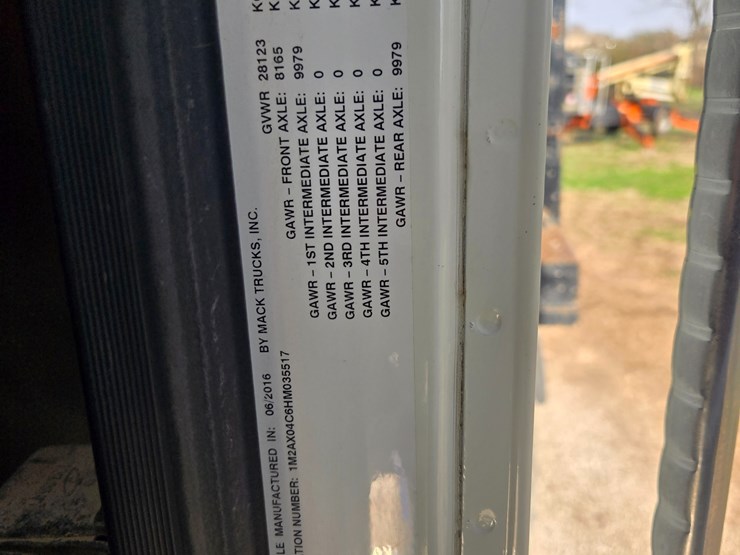 LE MANUFACTURED IN: 06/2016 BY MACK TRUCKS, INC. GVWR 28123 K
TION NUMBER: 1M2AX04C6HM035517 GAWR - FRONT AXLE: 8165 K
GAWR - 1ST INTERMEDIATE AXLE: 9979 K
GAWR - 2ND INTERMEDIATE AXLE: 0 K
GAWR - 3RD INTERMEDIATE AXLE: 0 K
GAWR - 4TH INTERMEDIATE AXLE: 0 K
GAWR - 5TH INTERMEDIATE AXLE: 0 K
GAWR - REAR AXLE: 9979 K